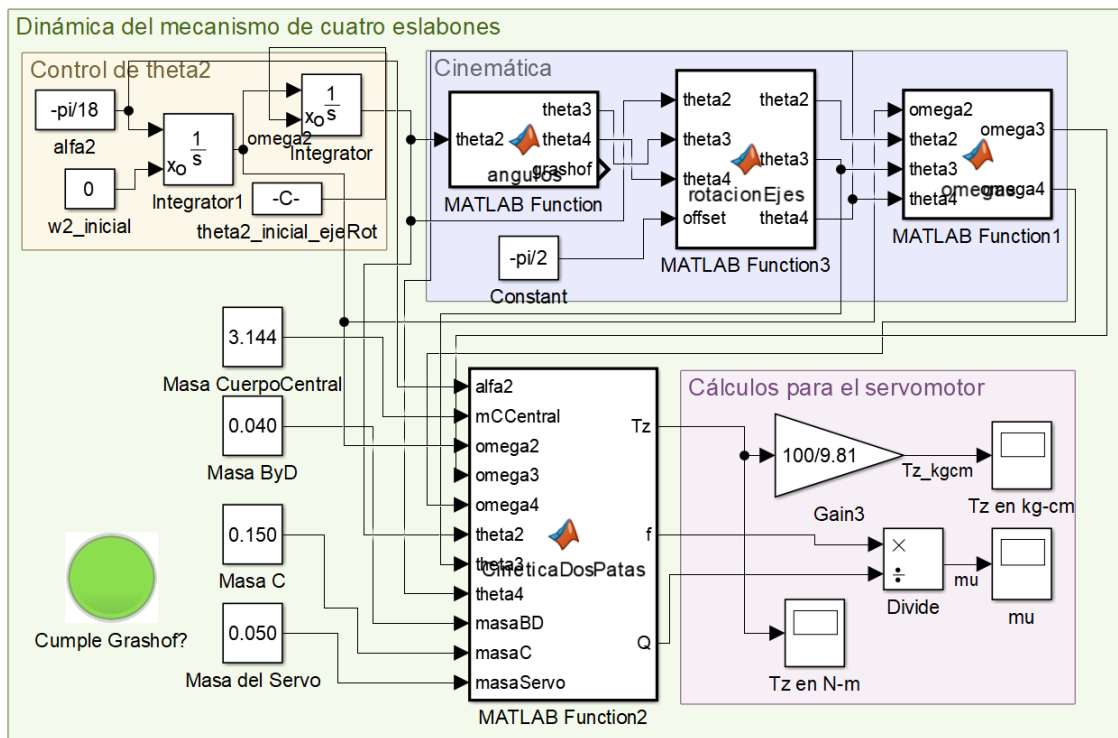 Dinámica del mecanismo de cuatro eslabones
Control de theta2
-pi/18
alfa2
0
w2_inicial
xo
1
s
Integrator1
omega2
xo
1
s
Integrator
-C-
theta2_inicial_ejeRot
Cinemática
theta2
theta3
theta4
grashof
angulos
MATLAB Function
-pi/2
Constant
theta2
theta3
theta4
offset
theta2
theta3
theta4
rotacionEjes
MATLAB Function3
omega2
theta2
theta3
theta4
omega3
omega4
omegas
MATLAB Function1
3.144
Masa CuerpoCentral
0.040
Masa ByD
0.150
Masa C
0.050
Masa del Servo
Cumple Grashof?
alfa2
mCCentral
omega2
omega3
omega4
theta2
theta3
theta4
masaBD
masaC
masaServo
CineticaDosPatas
Tz
f
Q
MATLAB Function2
Cálculos para el servomotor
100/9.81
Gain3
Tz_kgcm
Tz en kg-cm
×
÷
Divide
mu
mu
Tz en N-m